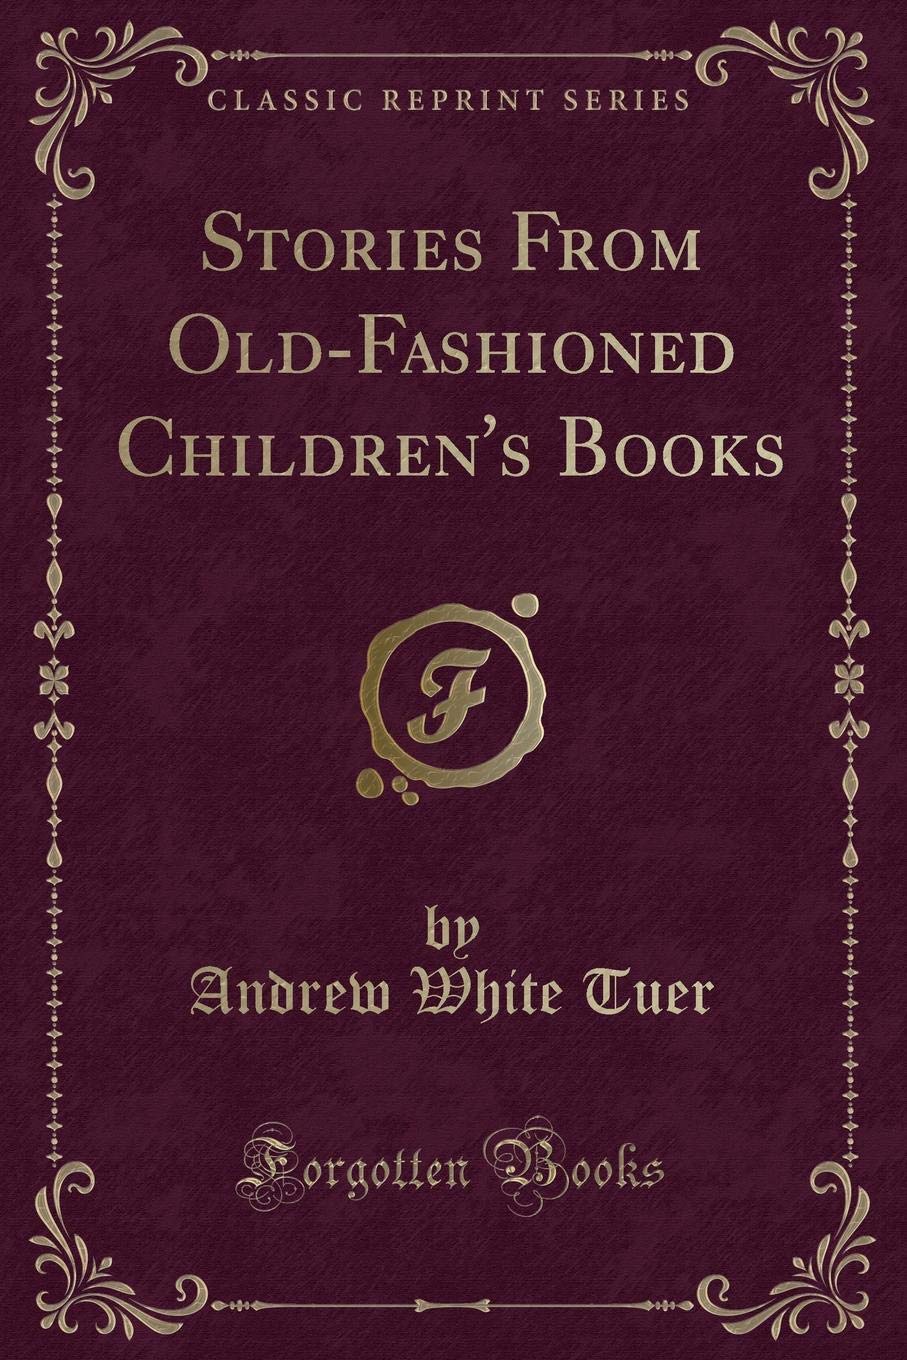 CLASSIC REPRINT SERIES
STORIES FROM
OLD-FASHIONED
CHILDREN'S BOOKS
F
by
Andrew White Tuer
Forgotten Books